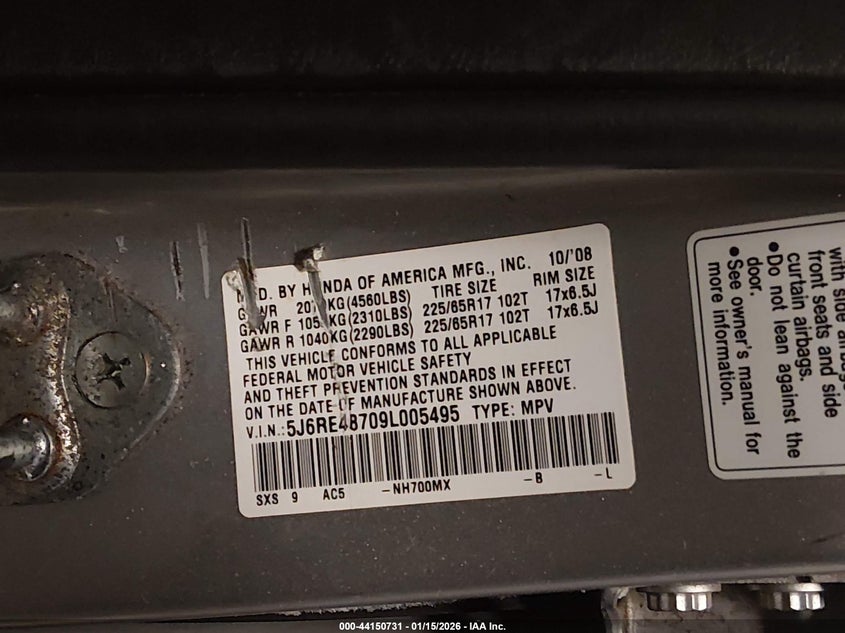 MFD. BY HONDA OF AMERICA MFG., INC. 10/'08
GVWR KG(4560LBS) TIRE SIZE RIM SIZE
GAWR F KG(2310LBS) 225/65R17 102T 17x6.5J
GAWR R 1040KG(2290LBS) 225/65R17 102T 17x6.5J
THIS VEHICLE CONFORMS TO ALL APPLICABLE
FEDERAL MOTOR VEHICLE SAFETY
AND THEFT PREVENTION STANDARDS IN EFFECT
ON THE DATE OF MANUFACTURE SHOWN ABOVE.
V.I.N.:5J6RE48709L005495 TYPE: MPV
SXS 9 AC5 -NH700MX -B -L
with side
front seats and side
curtain airbags.
•Do not lean against the
door.
•See owner's manual for
more information.
000-44150731 - 01/15/2026 - IAA Inc.